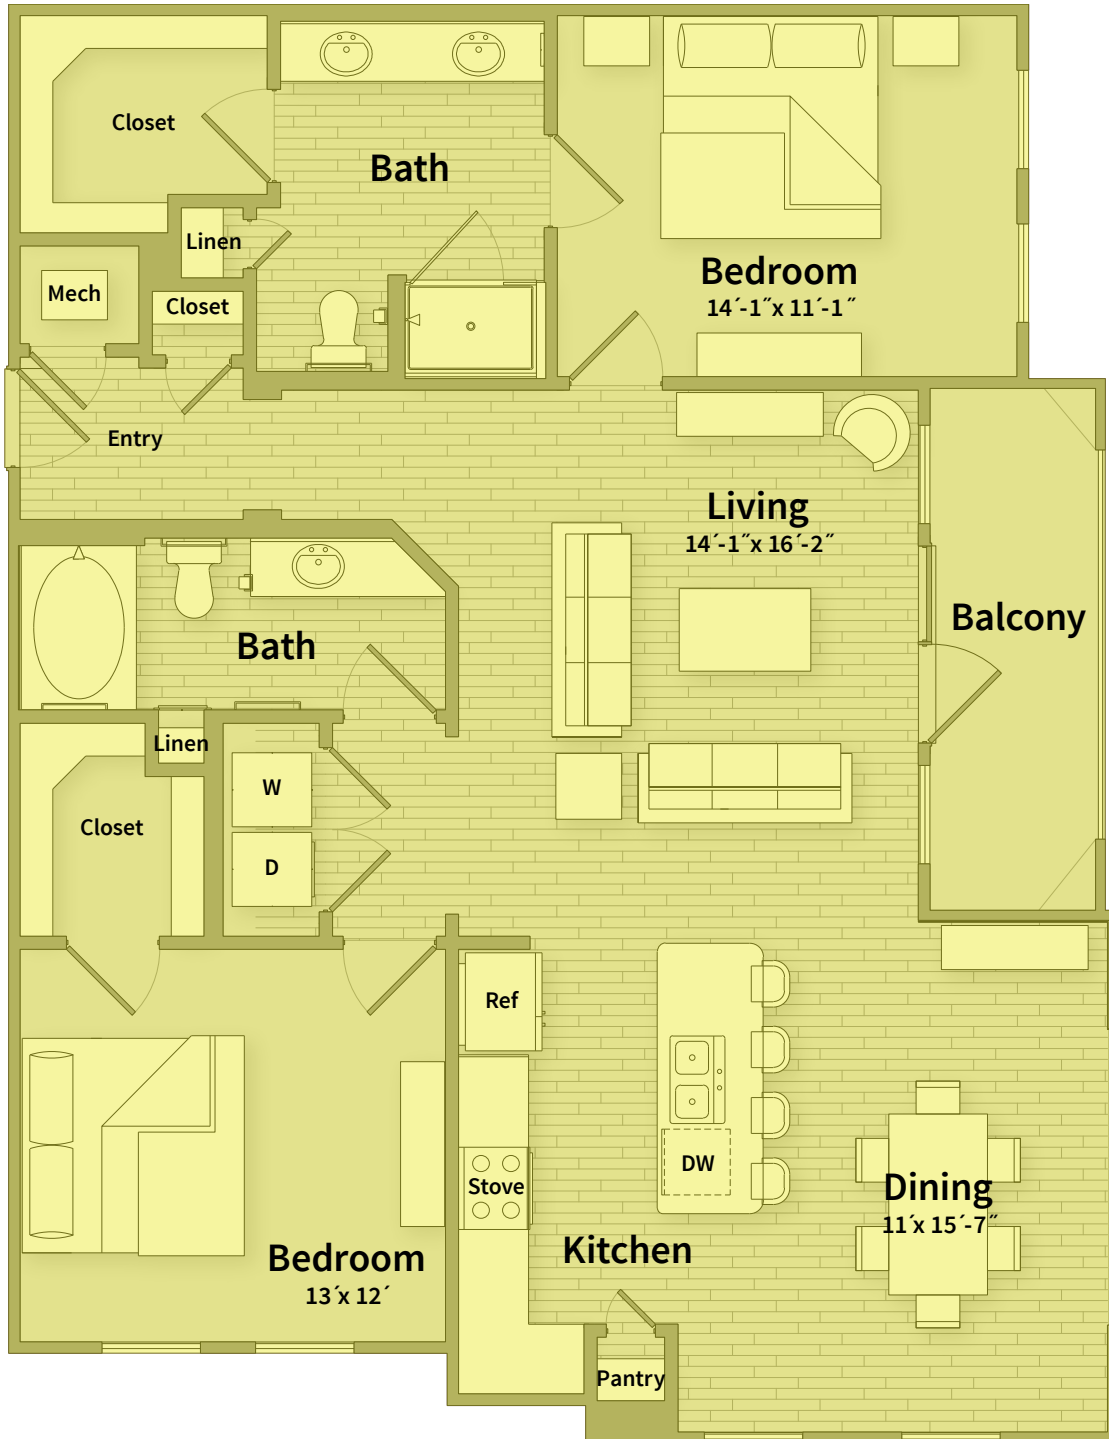 Closet
Bath
Linen
Bedroom
14´-1˝x 11´-1˝
Mech
Closet
Entry
Living
14´-1˝x 16´-2˝
Balcony
Bath
Linen
W
Closet
D
Ref
DW
Stove
Dining
11´x 15´-7˝
Kitchen
Bedroom
13´x 12´
Pantry